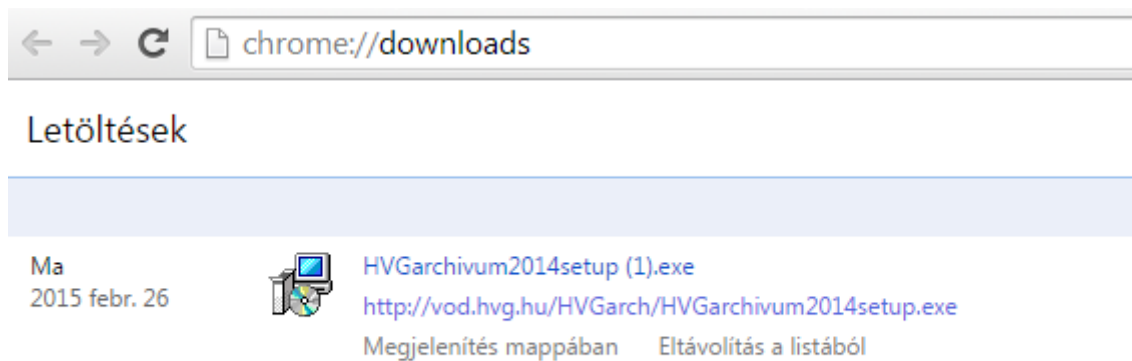 chrome://downloads
Letöltések
Ma
2015 febr. 26
HVGarchivum2014setup (1).exe
http://vod.hvg.hu/HVGarch/HVGarchivum2014setup.exe
Megjelenítés mappában Eltávolítás a listából